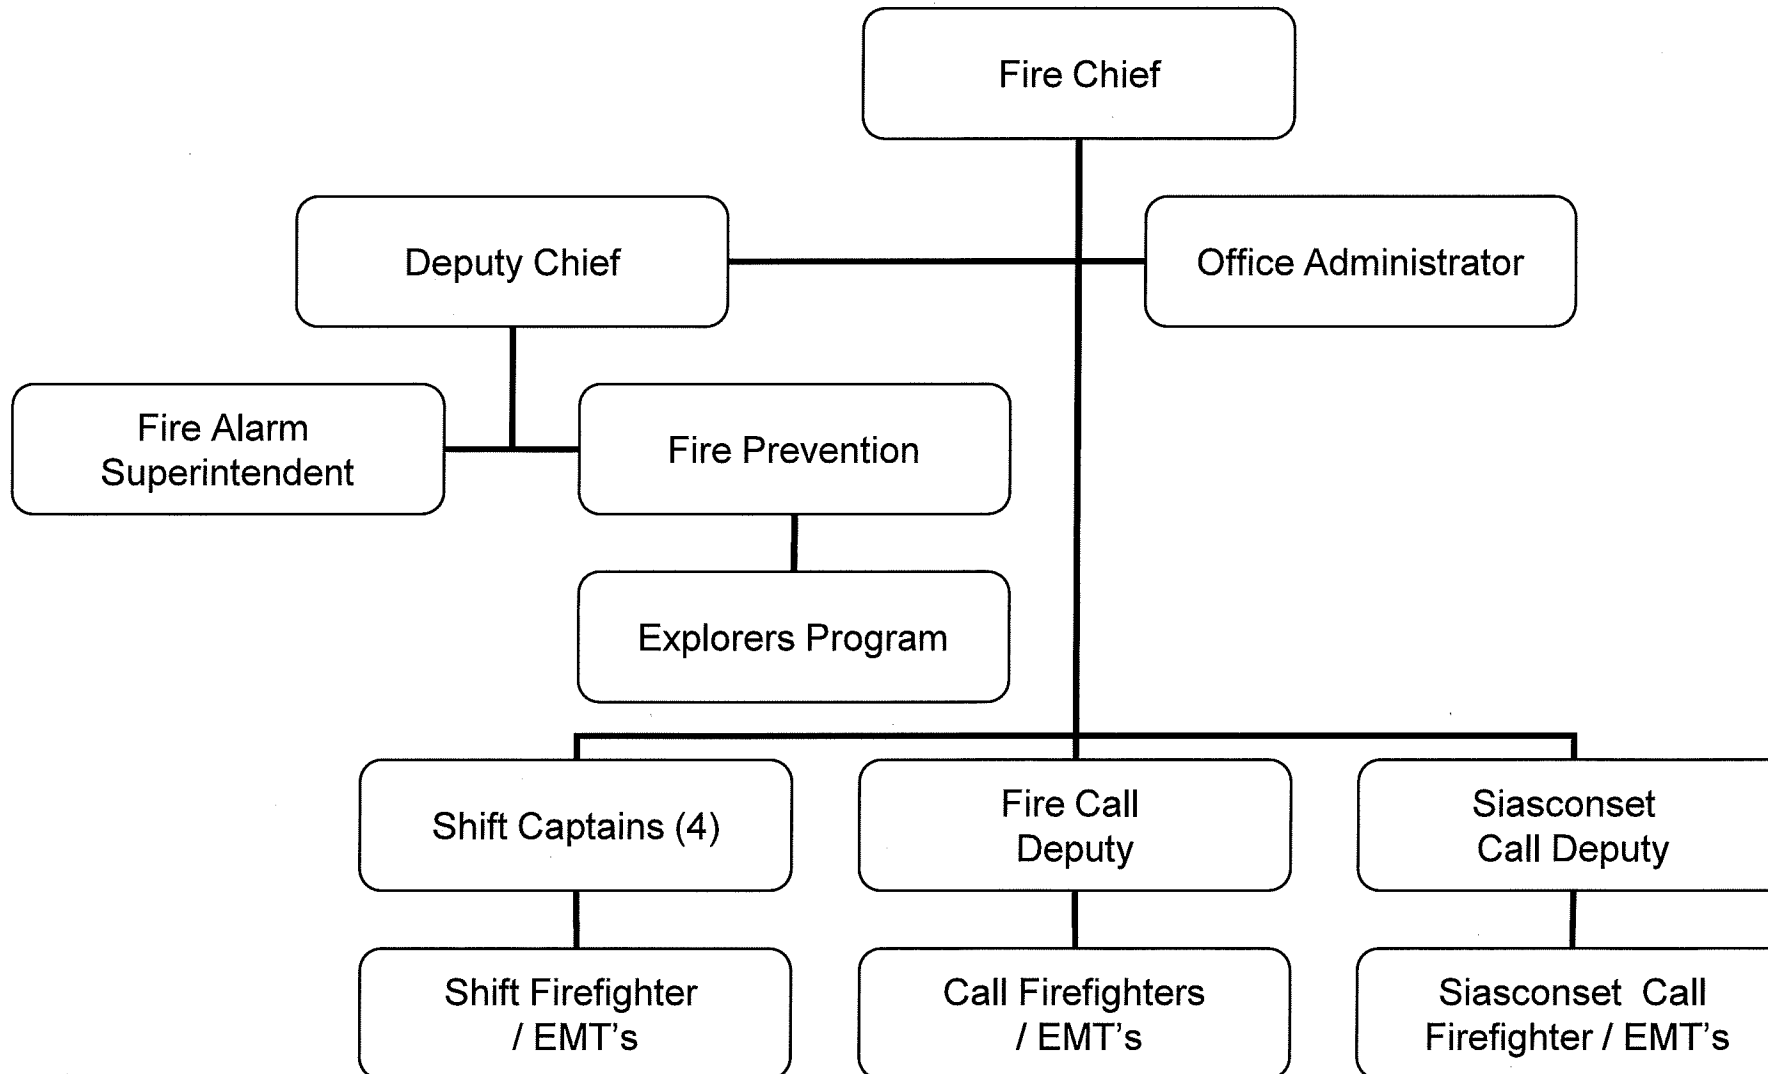 Fire Chief
Deputy Chief
Office Administrator
Fire Alarm
Superintendent
Fire Prevention
Explorers Program
Shift Captains (4)
Fire Call
Deputy
Siasconset
Call Deputy
Shift Firefighter
/ EMT’s
Call Firefighters
/ EMT’s
Siasconset  Call
Firefighter / EMT’s